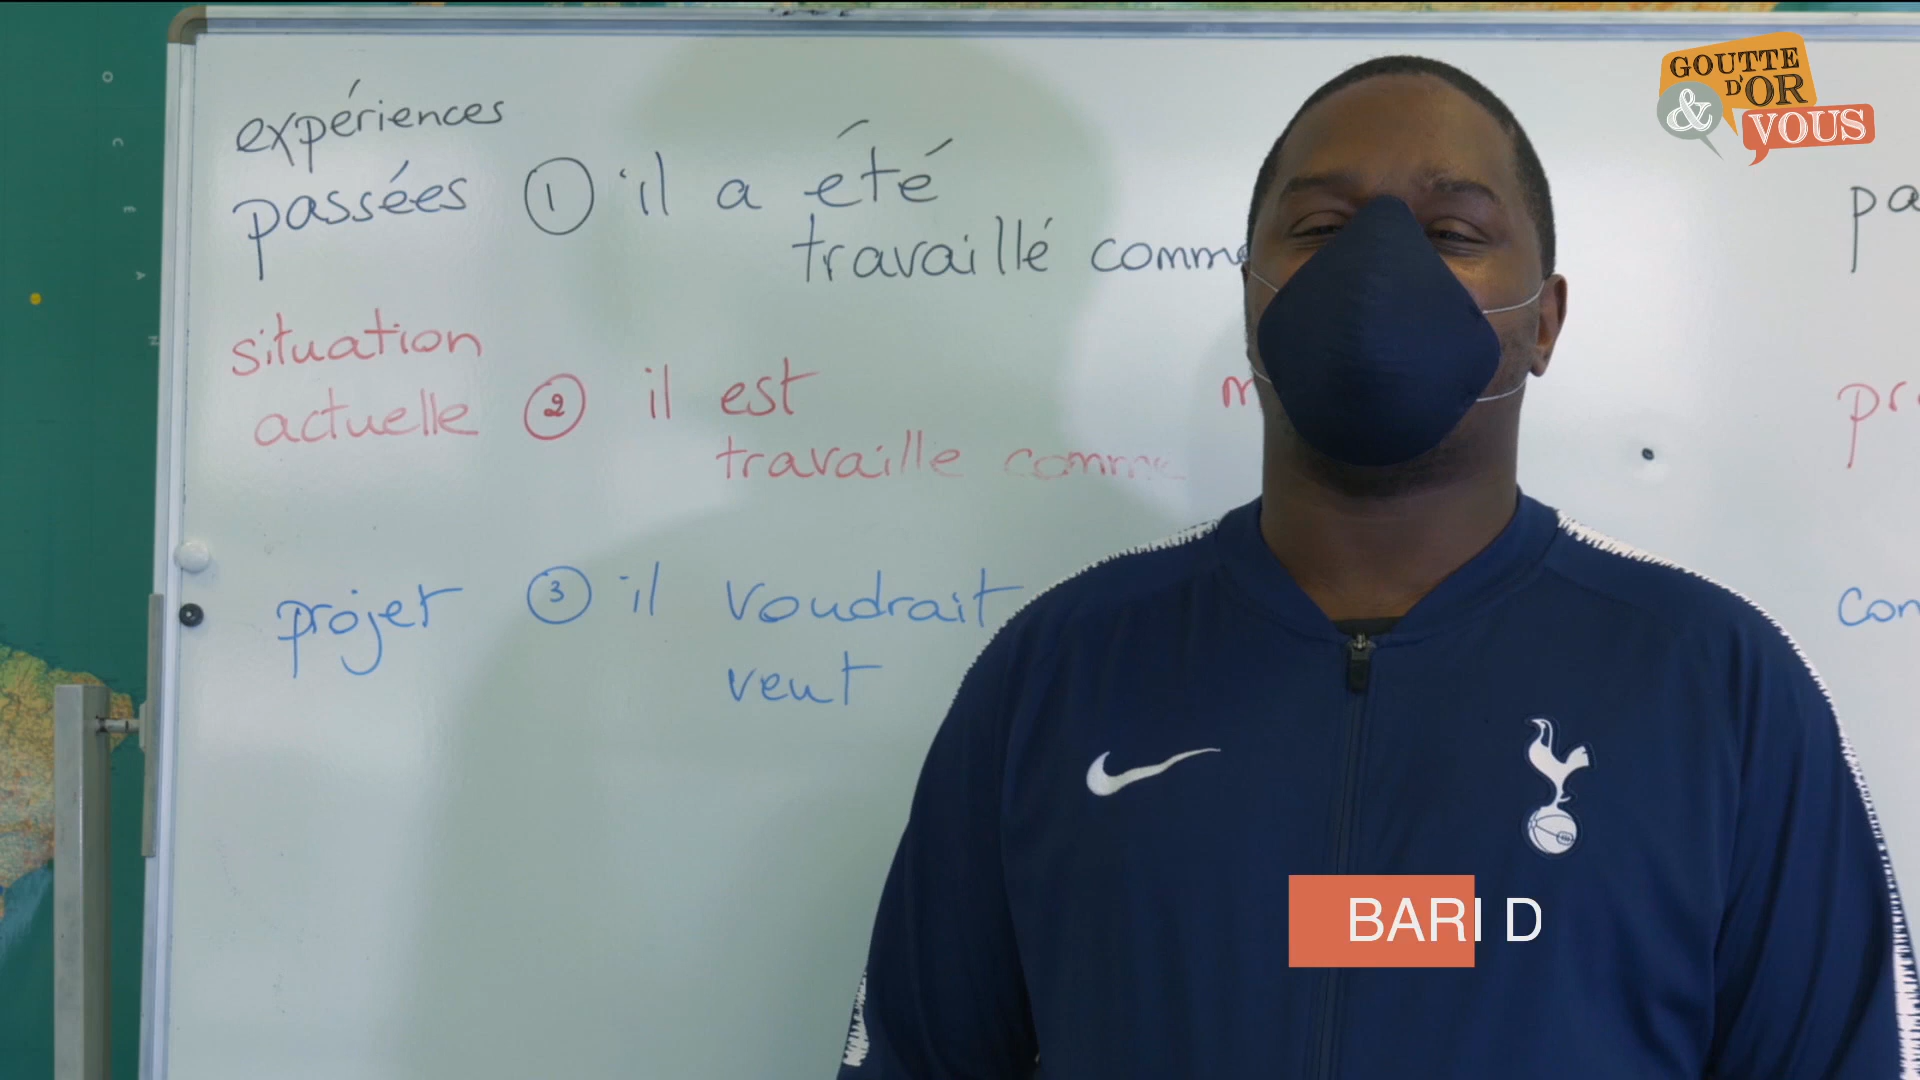 GOUTTE
D'OR
&
VOUS
expériences
passées ① il a été
travaillé comme
situation
actuelle ② il est
travaille comme
projet ③ il voudrait
veut
pa
pr
con
BARI D